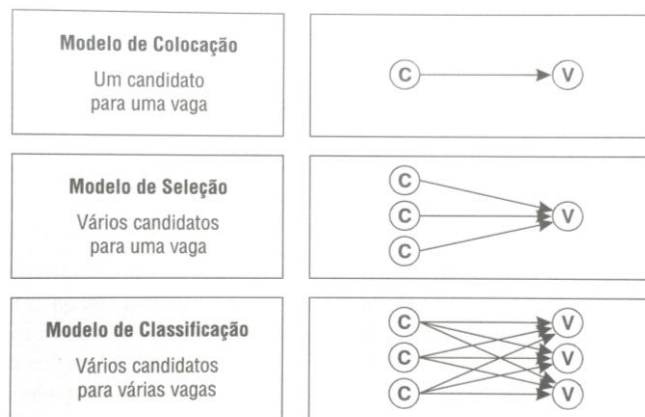 Modelo de Colocação
Um candidato
para uma vaga
C V
Modelo de Seleção
Vários candidatos
para uma vaga
C
C V
C
Modelo de Classificação
Vários candidatos
para várias vagas
C V
C V
C V